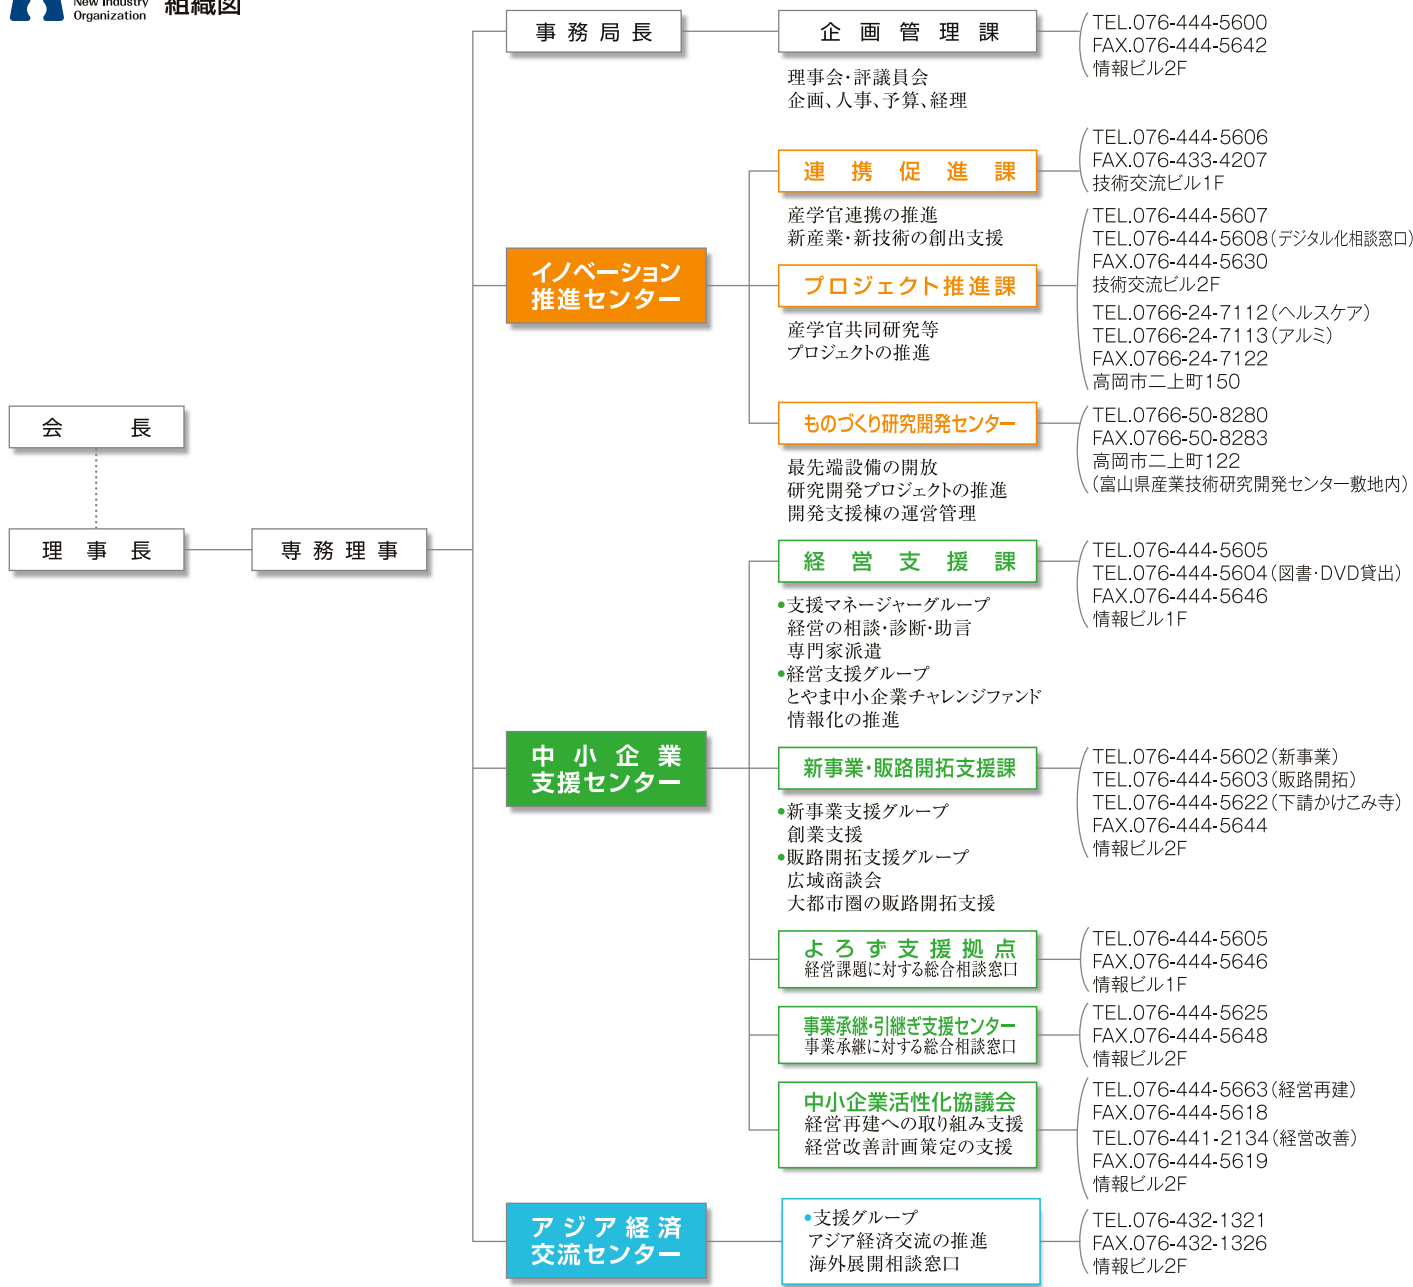 New Industry
Organization
組織図
事務局長
企画管理課
TEL.076-444-5600
FAX.076-444-5642
情報ビル2F
理事会・評議員会
企画、人事、予算、経理
イノベーション
推進センター
連携促進課
TEL.076-444-5606
FAX.076-433-4207
技術交流ビル1F
産学官連携の推進
新産業・新技術の創出支援
プロジェクト推進課
TEL.076-444-5607
TEL.076-444-5608(デジタル化相談窓口)
FAX.076-444-5630
技術交流ビル2F
TEL.0766-24-7112(ヘルスケア)
TEL.0766-24-7113(アルミ)
FAX.0766-24-7122
高岡市二上町150
産学官共同研究等
プロジェクトの推進
ものづくり研究開発センター
TEL.0766-50-8280
FAX.0766-50-8283
高岡市二上町122
(富山県産業技術研究開発センター敷地内)
最先端設備の開放
研究開発プロジェクトの推進
開発支援棟の運営管理
会長
理事長
専務理事
中小企業
支援センター
経営支援課
TEL.076-444-5605
TEL.076-444-5604(図書・DVD貸出)
FAX.076-444-5646
情報ビル1F
•支援マネージャーグループ
経営の相談・診断・助言
専門家派遣
•経営支援グループ
とやま中小企業チャレンジファンド
情報化の推進
新事業・販路開拓支援課
TEL.076-444-5602(新事業)
TEL.076-444-5603(販路開拓)
TEL.076-444-5622(下請かけこみ寺)
FAX.076-444-5644
情報ビル2F
•新事業支援グループ
創業支援
•販路開拓支援グループ
広域商談会
大都市圏の販路開拓支援
よろず支援拠点
経営課題に対する総合相談窓口
TEL.076-444-5605
FAX.076-444-5646
情報ビル1F
事業承継・引継ぎ支援センター
事業承継に対する総合相談窓口
TEL.076-444-5625
FAX.076-444-5648
情報ビル2F
中小企業活性化協議会
経営再建への取り組み支援
経営改善計画策定の支援
TEL.076-444-5663(経営再建)
FAX.076-444-5618
TEL.076-441-2134(経営改善)
FAX.076-444-5619
情報ビル2F
アジア経済
交流センター
•支援グループ
アジア経済交流の推進
海外展開相談窓口
TEL.076-432-1321
FAX.076-432-1326
情報ビル2F